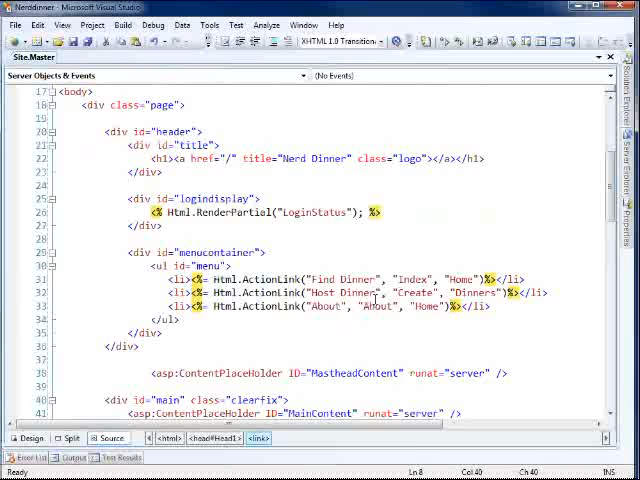 Nerddinner - Microsoft Visual Studio
File Edit View Project Build Debug Data Tools Test Analyze Window Help
XHTML 1.0 Transition
Site.Master
Server Objects & Events (No Events)
17 <body>
18 <div class="page">
19
20 <div id="header">
21 <div id="title">
22 <h1><a href="/" title="Nerd Dinner" class="logo"></a></h1>
23 </div>
24
25 <div id="logindisplay">
26 <% Html.RenderPartial("LoginStatus"); %>
27 </div>
28
29 <div id="menucontainer">
30 <ul id="menu">
31 <li><%= Html.ActionLink("Find Dinner", "Index", "Home")%></li>
32 <li><%= Html.ActionLink("Host Dinner", "Create", "Dinners")%></li>
33 <li><%= Html.ActionLink("About", "About", "Home")%></li>
34 </ul>
35 </div>
36 </div>
37
38 <asp:ContentPlaceHolder ID="MastheadContent" runat="server" />
39
40 <div id="main" class="clearfix">
41 <asp:ContentPlaceHolder ID="MainContent" runat="server" />
Solution Explorer
Server Explorer
Properties
Design Split Source <html> <head#Head1> <link>
Error List Output Test Results
Ready Ln 8 Col 40 Ch 40 INS